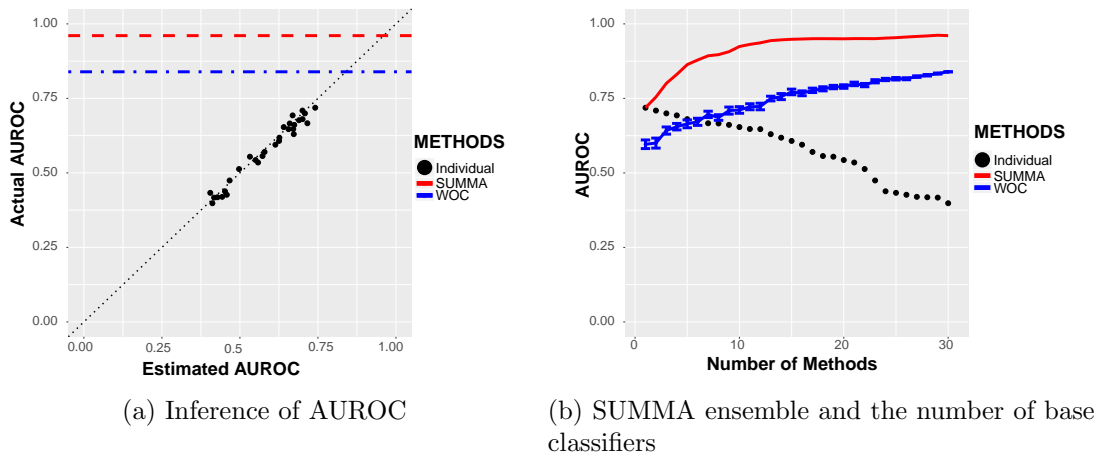 1.00
0.75
0.50
0.25
0.00
Actual AUROC
0.00
0.25
0.5
0.75
1.00
Estimated AUROC
METHODS
Individual
SUMMA
WOC
(a) Inference of AUROC
1.00
0.75
0.50
0.25
0.00
AUROC
0
10
20
30
Number of Methods
METHODS
Individual
SUMMA
WOC
(b) SUMMA ensemble and the number of base
classifiers